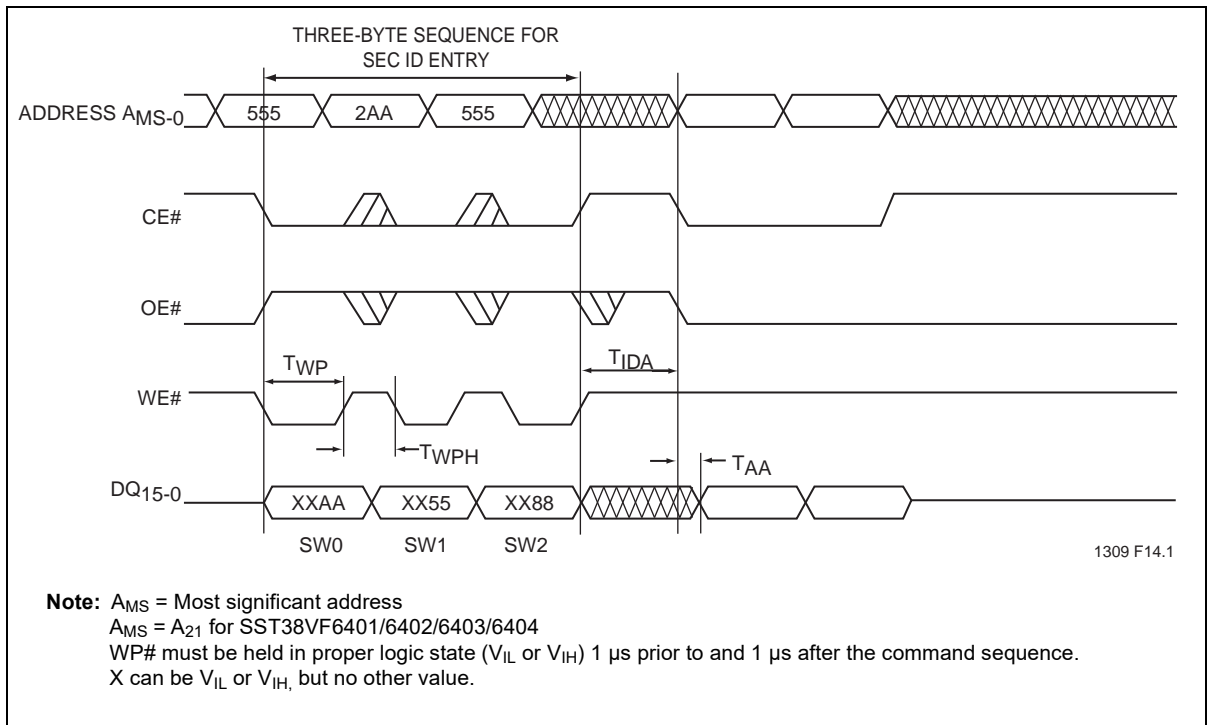 THREE-BYTE SEQUENCE FOR
SEC ID ENTRY
ADDRESS AMS-0
555 2AA 555
CE#
OE#
TWP TIDA
WE#
TWPH
TAA
DQ15-0
XXAA XX55 XX88
SW0 SW1 SW2
1309 F14.1
Note: AMS = Most significant address
AMS = A21 for SST38VF6401/6402/6403/6404
WP# must be held in proper logic state (VIL or VIH) 1 µs prior to and 1 µs after the command sequence.
X can be VIL or VIH, but no other value.